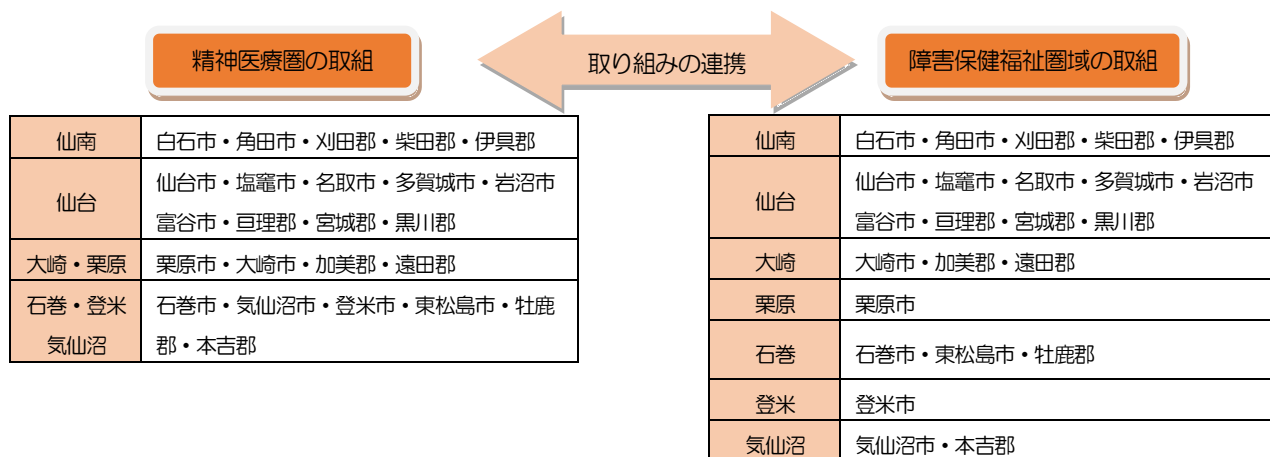 精神医療圏の取組
取り組みの連携
障害保健福祉圏域の取組
仙南
白石市・角田市・刈田郡・柴田郡・伊具郡
仙台
仙台市・塩竈市・名取市・多賀城市・岩沼市
富谷市・亘理郡・宮城郡・黒川郡
大崎・栗原
栗原市・大崎市・加美郡・遠田郡
石巻・登米
気仙沼
石巻市・気仙沼市・登米市・東松島市・牡鹿
郡・本吉郡
仙南
白石市・角田市・刈田郡・柴田郡・伊具郡
仙台
仙台市・塩竈市・名取市・多賀城市・岩沼市
富谷市・亘理郡・宮城郡・黒川郡
大崎
大崎市・加美郡・遠田郡
栗原
栗原市
石巻
石巻市・東松島市・牡鹿郡
登米
登米市
気仙沼
気仙沼市・本吉郡